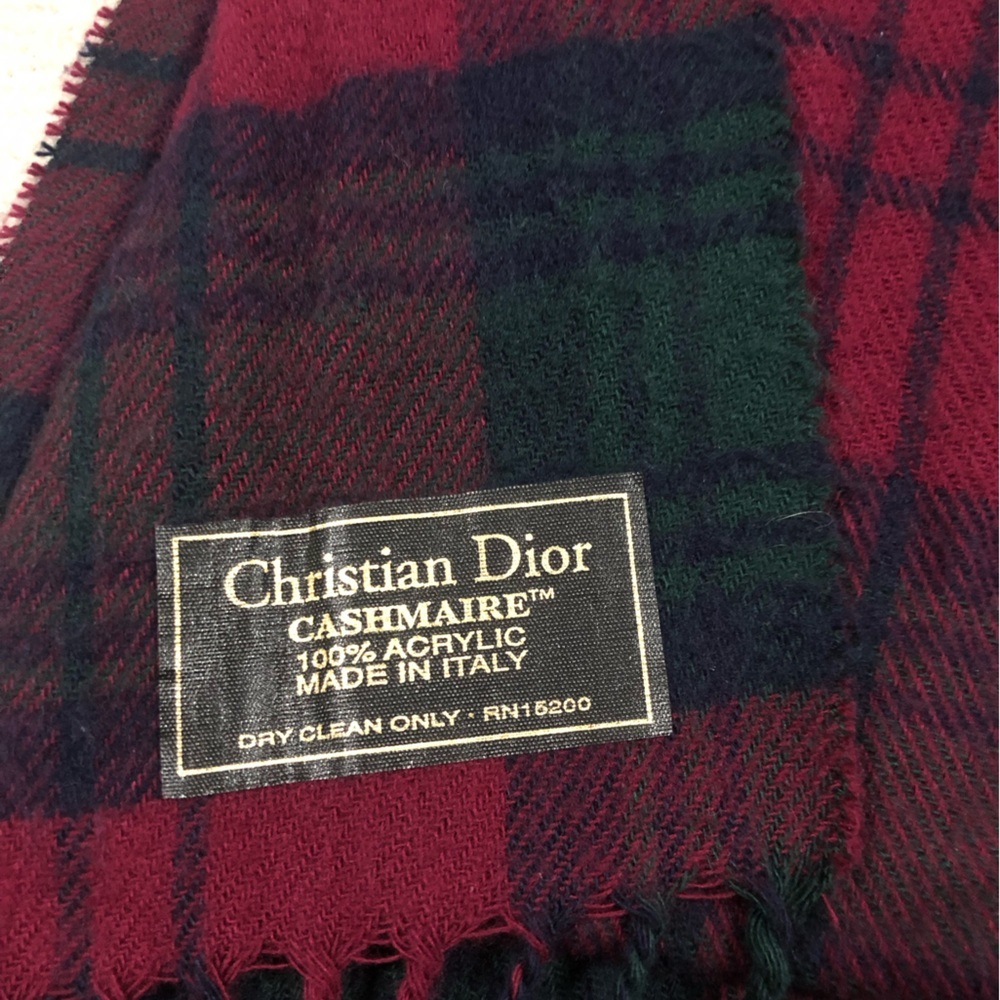 Christian Dior
CASHMAIRE™
100% ACRYLIC
MADE IN ITALY
DRY CLEAN ONLY · RN15200